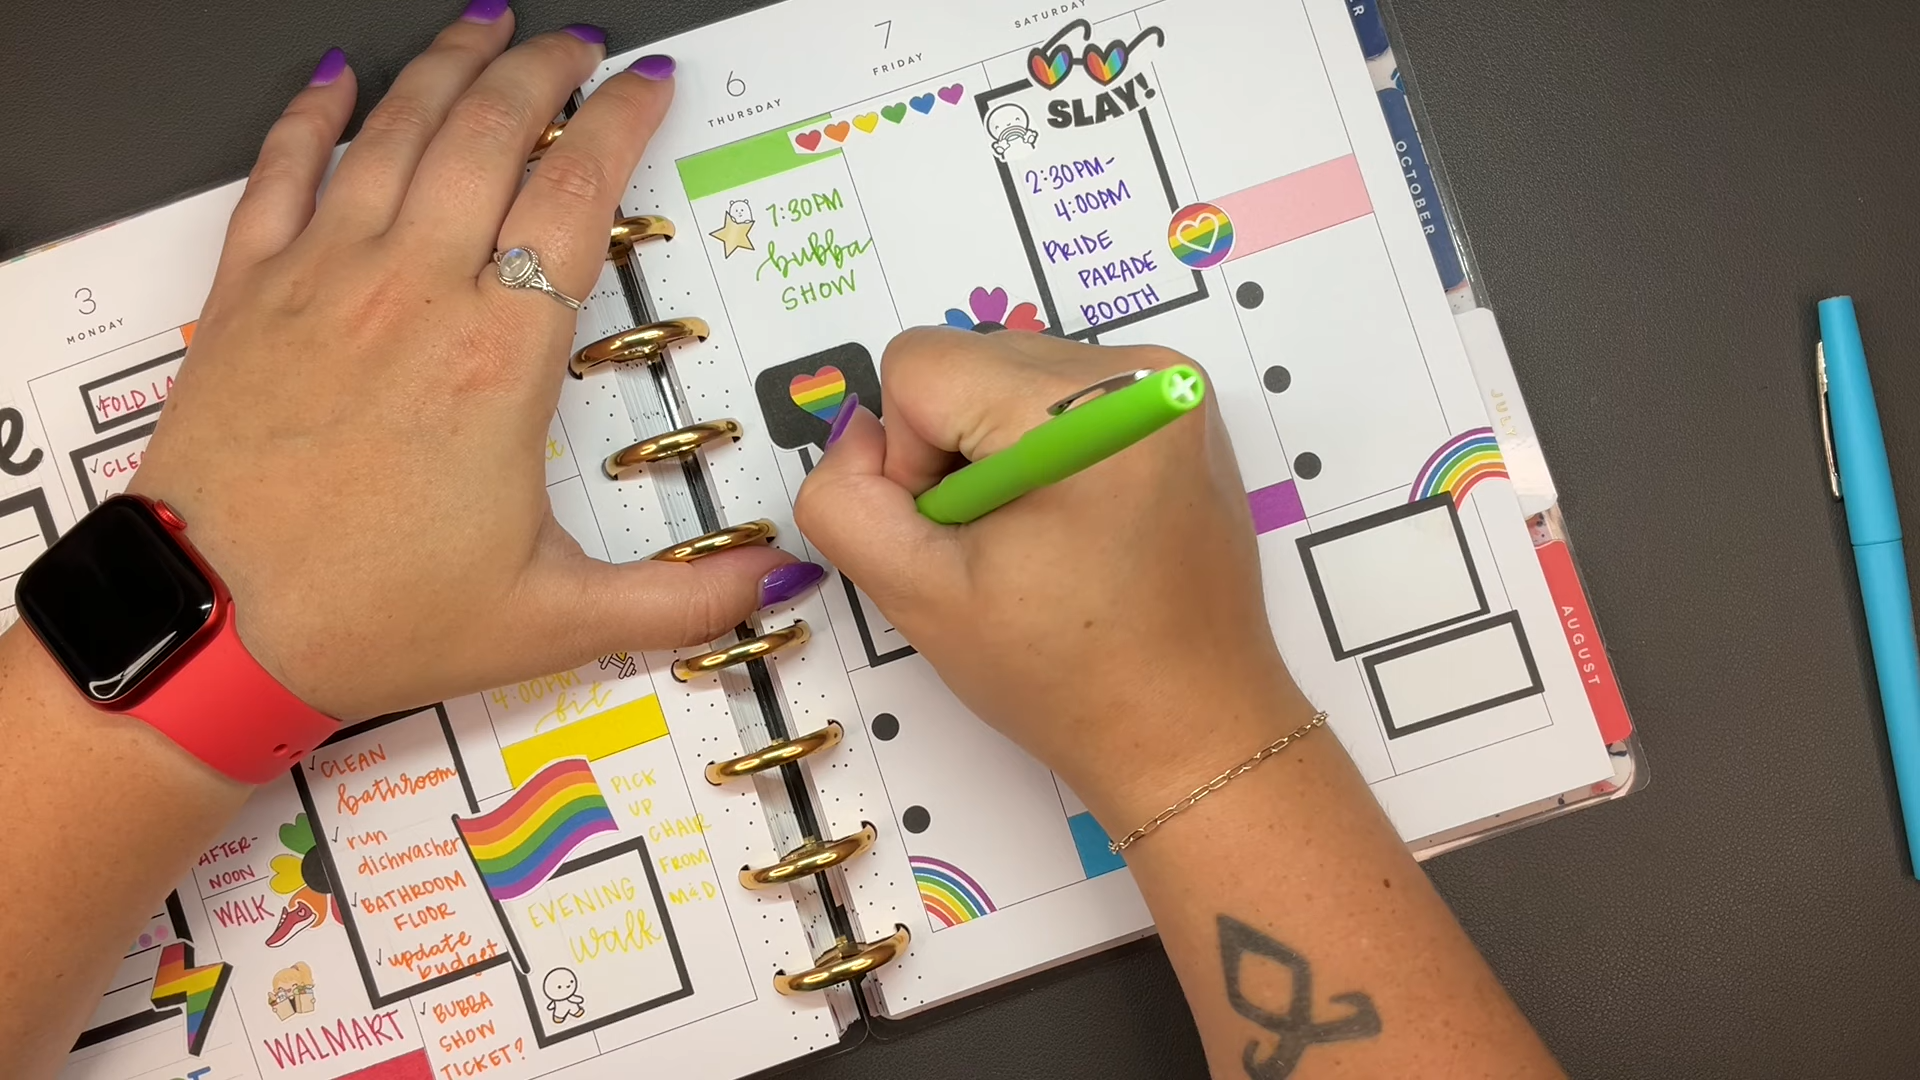 3
MONDAY
FOLD
e
AFTER-
NOON
WALK
WALMART
CLEAN
bathroom
run
dishwasher
BATHROOM
FLOOR
update
budget
BUBBA
SHOW
TICKET?
4:00PM
fit
PICK
UP
CHAIR
FROM
M&D
EVENING
walk
6
THURSDAY
7:30PM
bubba
SHOW
7
FRIDAY
SATURDAY
SLAY!
2:30PM-
4:00PM
PRIDE
PARADE
BOOTH
OCTOBER
JULY
AUGUST